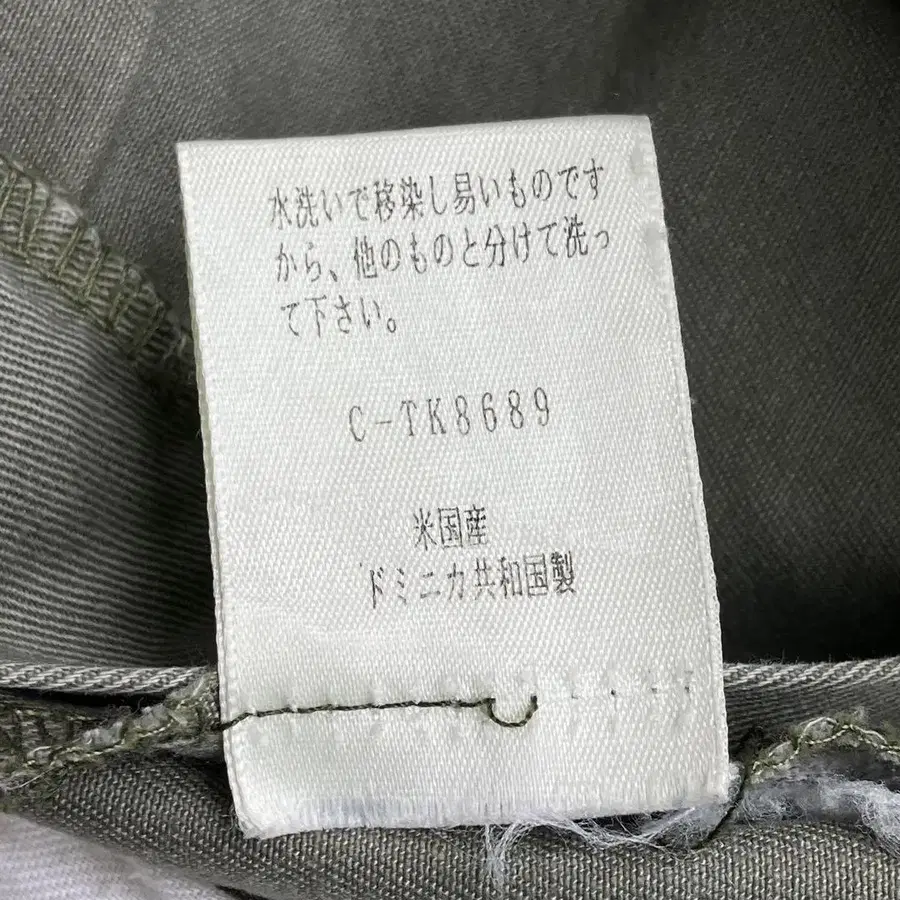 水洗いで移染し易いものです
から、他のものと分けて洗っ
て下さい。
C-TK8689
米国産
ドミニカ共和国製